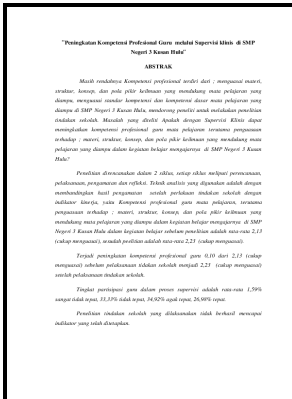 "Peningkatan Kompetensi Profesional Guru melalui Supervisi klinis di SMP
Negeri 3 Kusan Hulu"
ABSTRAK
Masih rendahnya Kompetensi profesional terdiri dari ; menguasai materi,
struktur, konsep, dan pola pikir keilmuan yang mendukung mata pelajaran yang
diampu, menguasai standar kompetensi dan kompetensi dasar mata pelajaran yang
diampu di SMP Negeri 3 Kusan Hulu, mendorong peneliti untuk melakukan penelitian
tindakan sekolah. Masalah yang diteliti Apakah dengan Supervisi Klinis dapat
meningkatkan kompetensi profesional guru mata pelajaran terutama penguasaan
terhadap ; materi, struktur, konsep, dan pola pikir keilmuan yang mendukung mata
pelajaran yang diampu dalam kegiatan belajar mengajarnya di SMP Negeri 3 Kusan
Hulu?
Penelitian direncanakan dalam 2 siklus, setiap siklus meliputi perencanaan,
pelaksanaan, pengamatan dan refleksi. Teknik analisis yang digunakan adalah dengan
membandingkan hasil pengamatan setelah perlakuan tindakan sekolah dengan
indikator kinerja, yaitu Kompetensi profesional guru mata pelajaran, terutama
penguasaan terhadap ; materi, struktur, konsep, dan pola pikir keilmuan yang
mendukung mata pelajaran yang diampu dalam kegiatan belajar mengajarnya di SMP
Negeri 3 Kusan Hulu dalam kegiatan belajar sebelum penelitian adalah rata-rata 2,13
(cukup menguasai), sesudah penlitian adalah rata-rata 2,23 (cukup menguasai).
Terjadi peningkatan kompetensi profesional guru 0,10 dari 2,13 (cukup
menguasai) sebelum pelaksanaan tindakan sekolah menjadi 2,23 (cukup menguasai)
setelah pelaksanaan tindakan sekolah.
Tingkat partisipasi guru dalam proses supervisi adalah rata-rata 1,59%
sangat tidak tepat, 33,33% tidak tepat, 34,92% agak tepat, 26,98% tepat.
Penelitian tindakan sekolah yang dilaksanakan tidak berhasil mencapai
indikator yang telah ditetapkan.